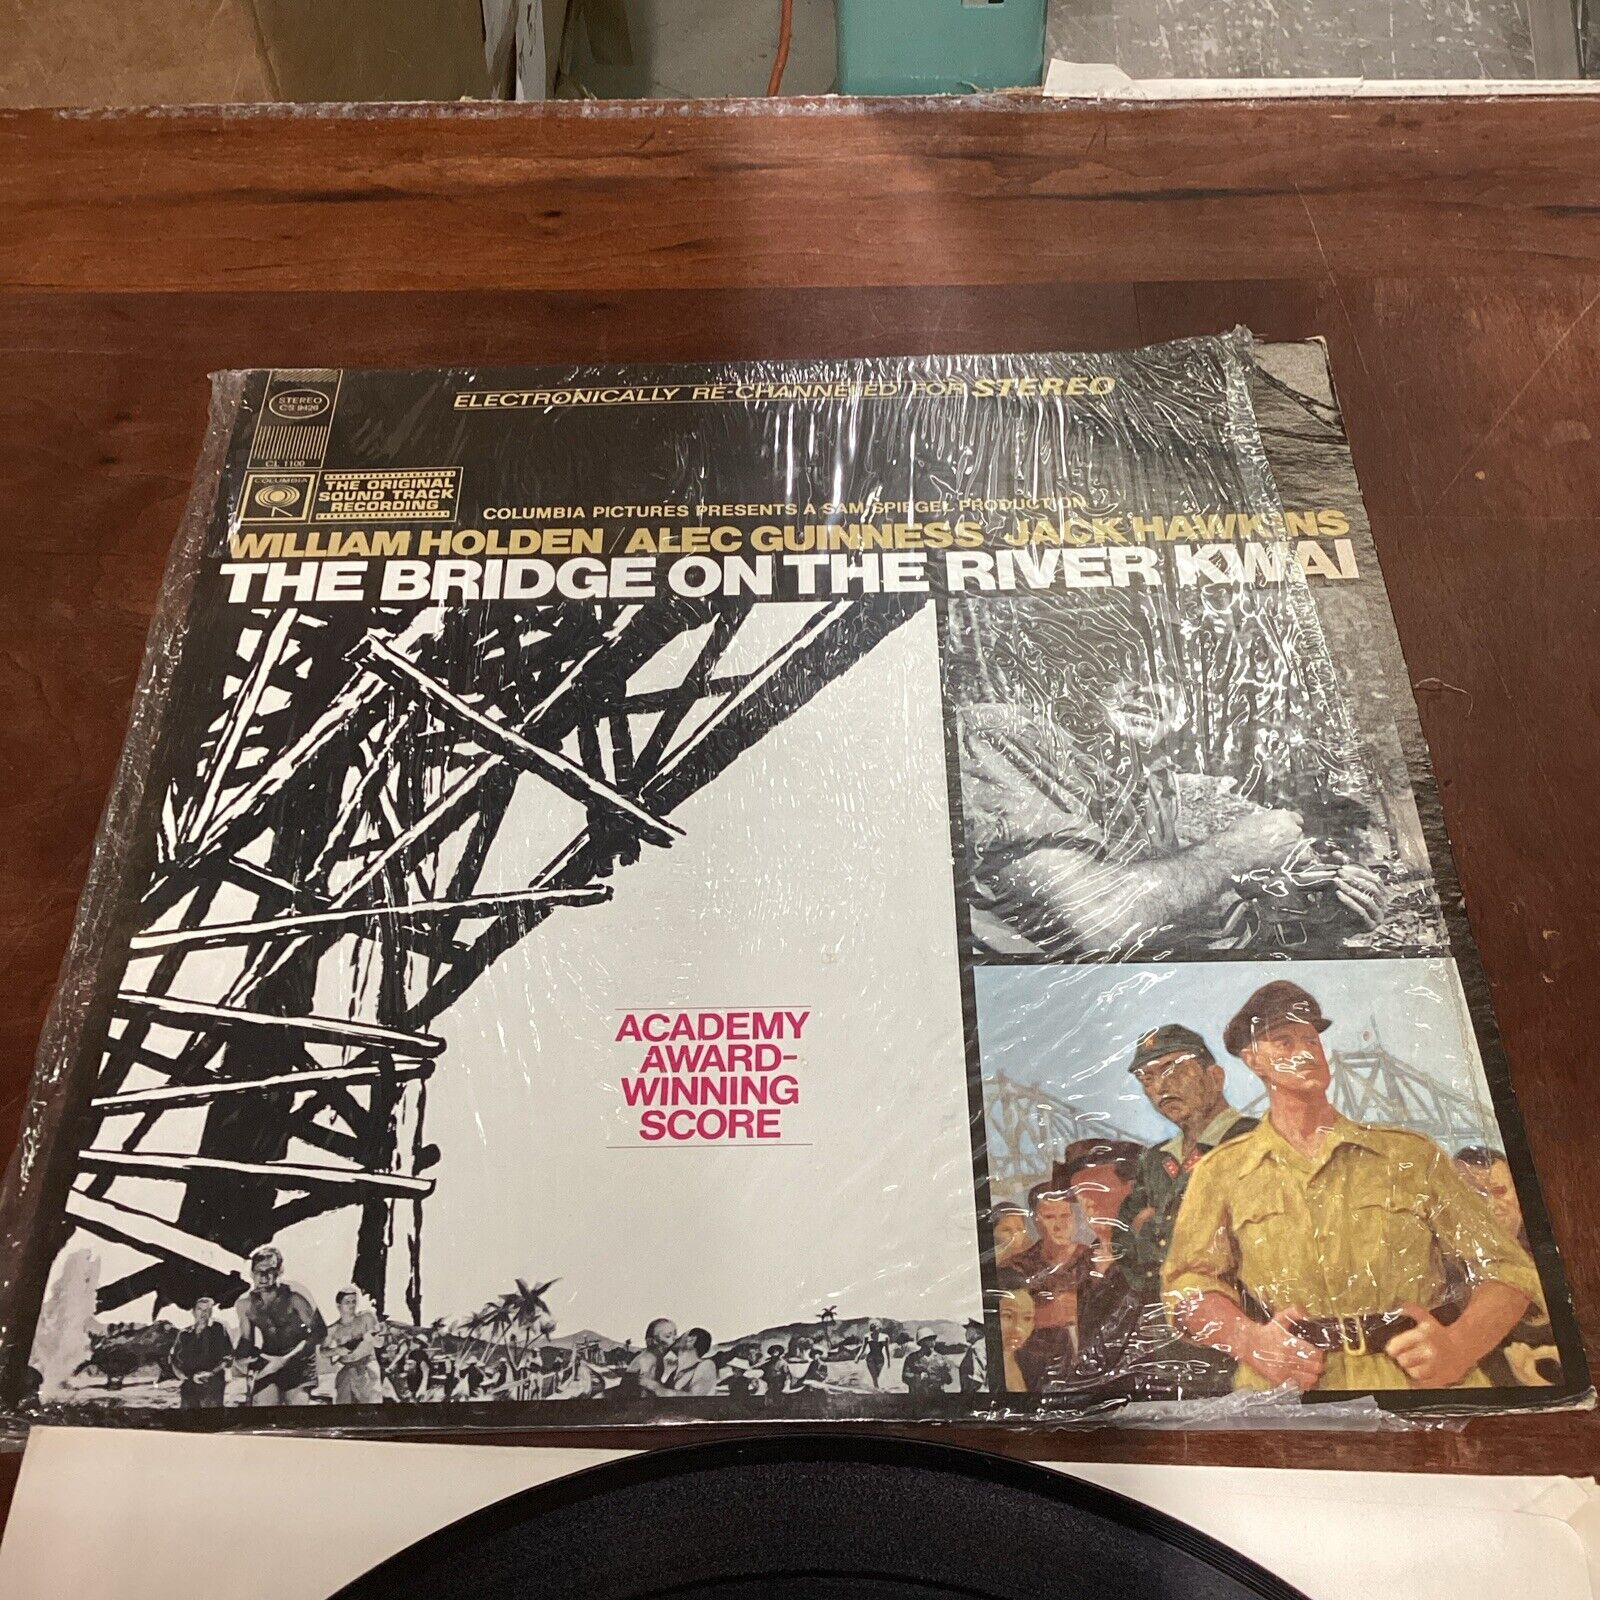 ELECTRONICALLY RE-CHANNELED FOR STEREO
STEREO
CS 9426
CL 1100
COLUMBIA
THE ORIGINAL
SOUND TRACK
RECORDING
COLUMBIA PICTURES PRESENTS A SAM SPIEGEL PRODUCTION
WILLIAM HOLDEN / ALEC GUINNESS JACK HAWKINS
THE BRIDGE ON THE RIVER KWAI
ACADEMY
AWARD-
WINNING
SCORE